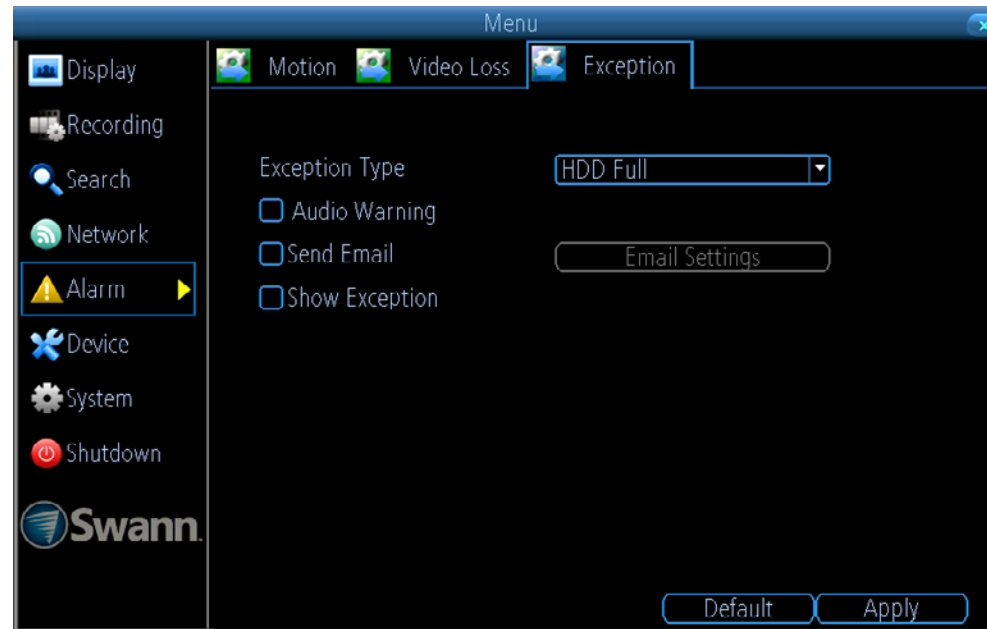 Menu
Display
Recording
Search
Network
Alarm
Device
System
Shutdown
Swann.
Motion Video Loss Exception
Exception Type HDD Full
Audio Warning
Send Email Email Settings
Show Exception
Default Apply